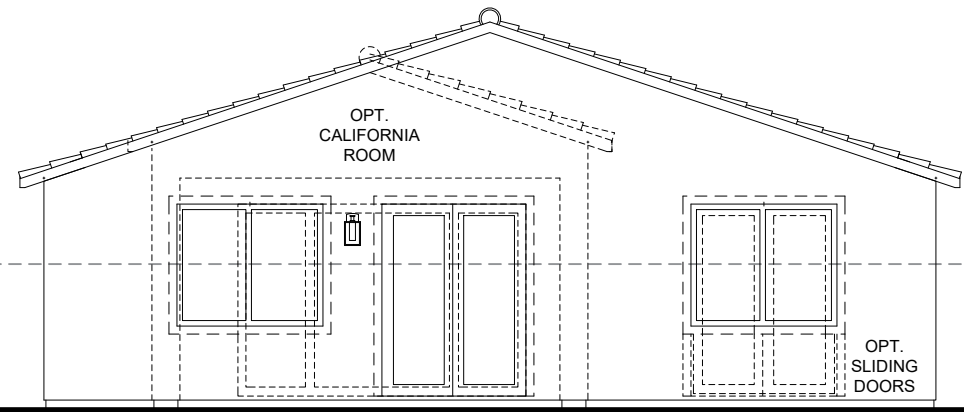 OPT.
CALIFORNIA
ROOM
OPT.
SLIDING
DOORS